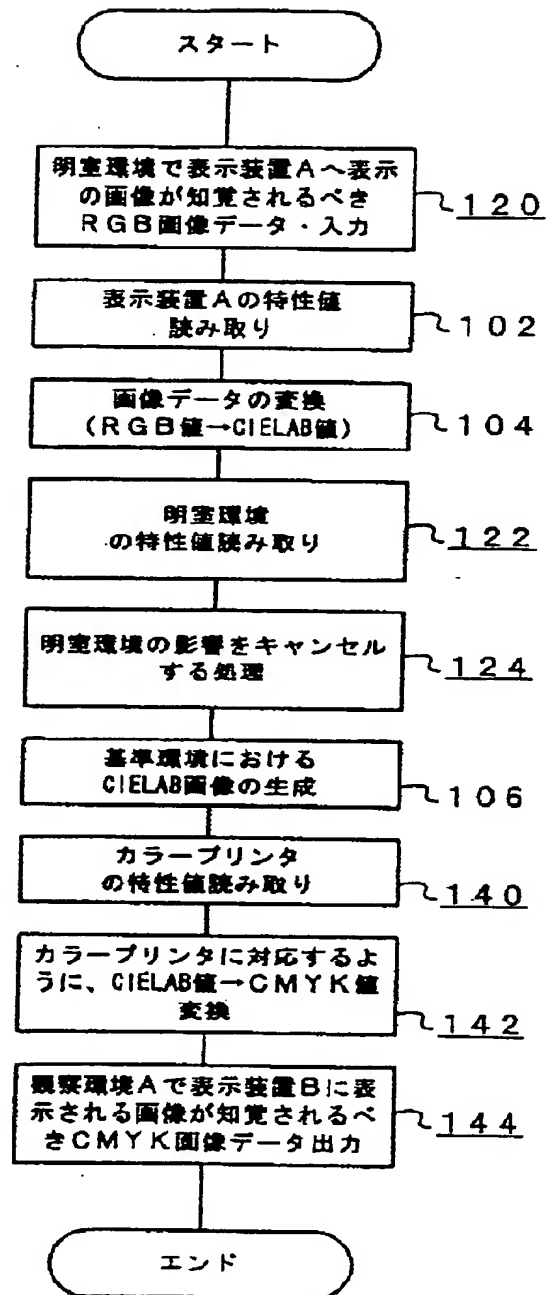 スタート
明室環境で表示装置Aへ表示
の画像が知覚されるべき
RGB画像データ・入力
120
表示装置Aの特性値
読み取り
102
画像データの変換
(RGB値→CIELAB値)
104
明室環境
の特性値読み取り
122
明室環境の影響をキャンセル
する処理
124
基準環境における
CIELAB画像の生成
106
カラープリンタ
の特性値読み取り
140
カラープリンタに対応するよ
うに、CIELAB値→CMYK値
変換
142
観察環境Aで表示装置Bに表
示される画像が知覚されるべ
きCMYK画像データ出力
144
エンド